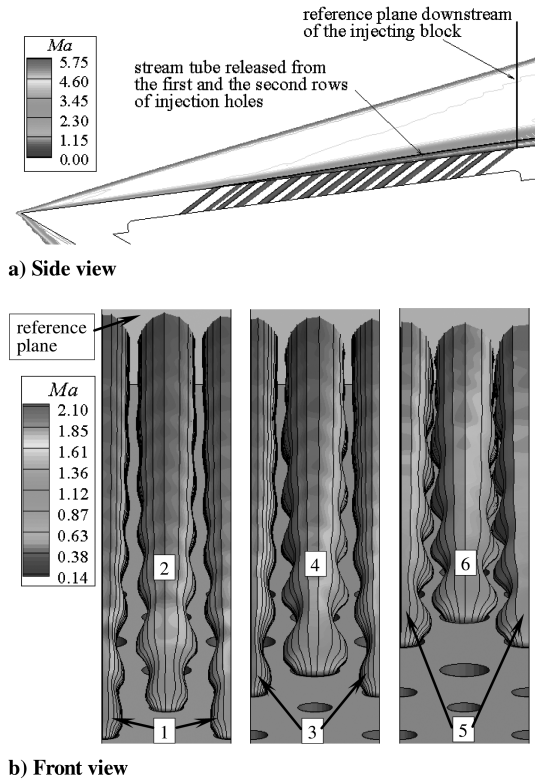 reference plane downstream
of the injecting block
Ma
5.75
4.60
3.45
2.30
1.15
0.00
stream tube released from
the first and the second rows
of injection holes
a) Side view
reference
plane
Ma
2.10
1.85
1.61
1.36
1.12
0.87
0.63
0.38
0.14
2
4
6
1
3
5
b) Front view